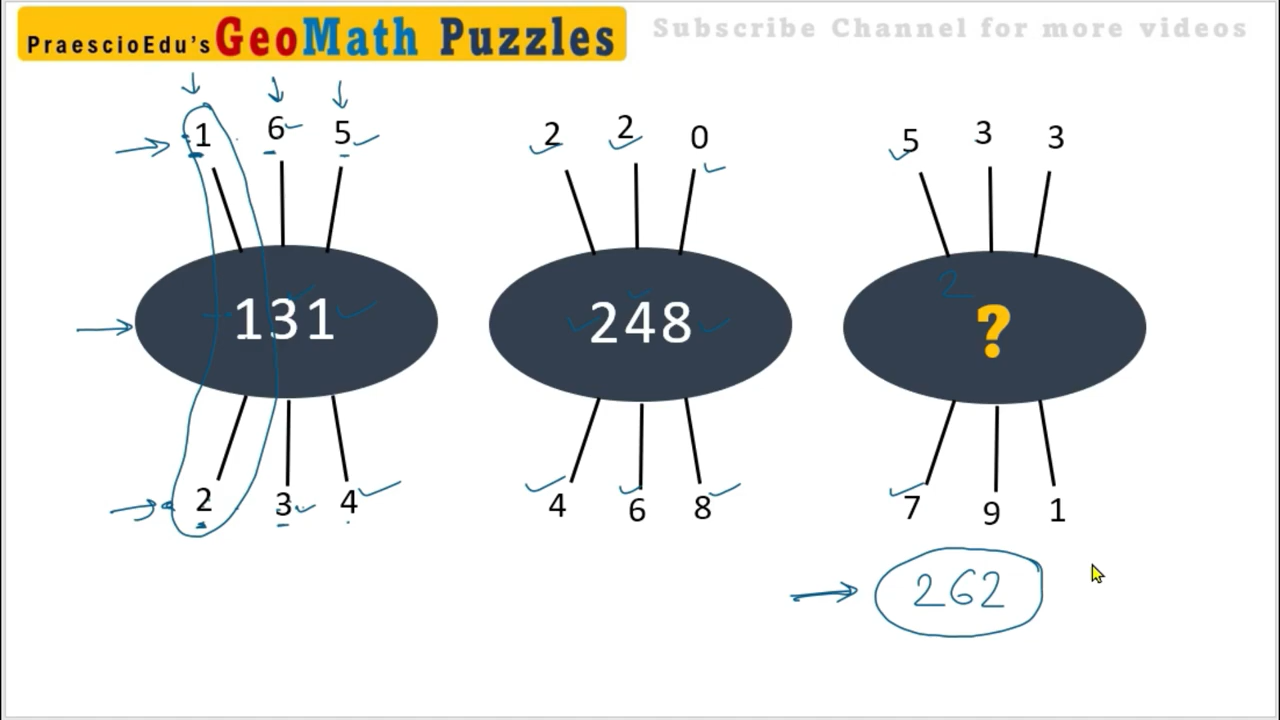 PraescioEdu's GeoMath Puzzles
Subscribe Channel for more videos
1 6 5
2 2 0
5 3 3
131
248
2
?
2 3 4
4 6 8
7 9 1
262